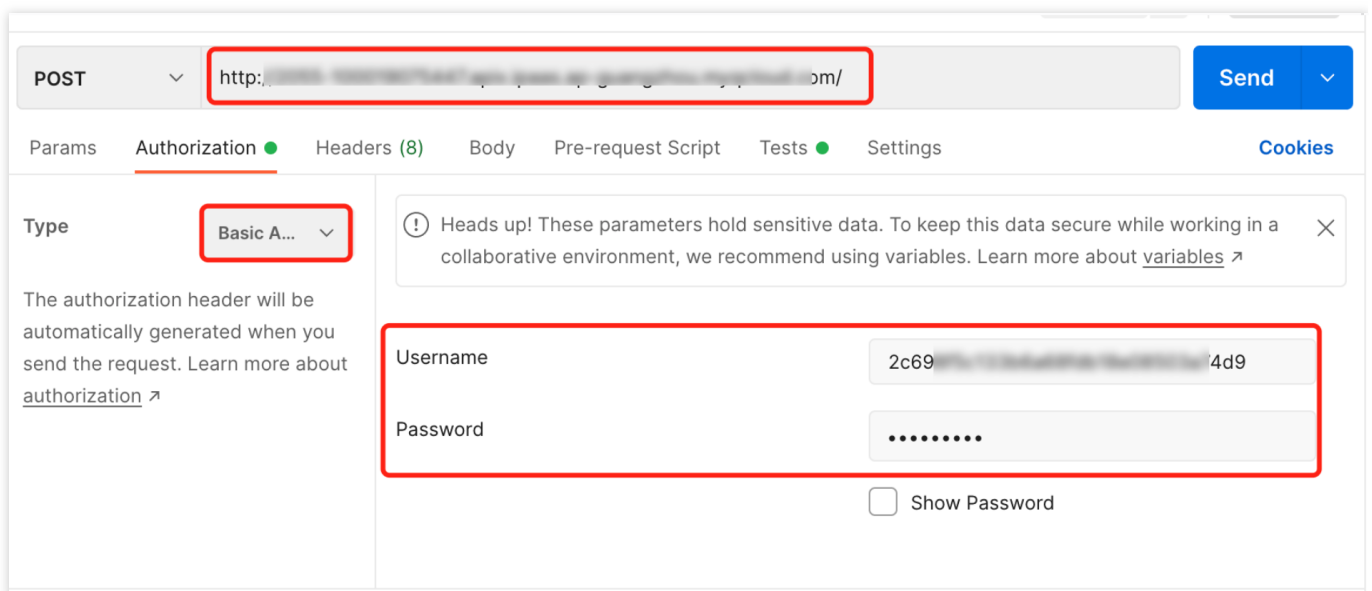 POST
http:/ om/
Send
Params
Authorization
Headers (8)
Body
Pre-request Script
Tests
Settings
Cookies
Type
Basic A...
Heads up! These parameters hold sensitive data. To keep this data secure while working in a
collaborative environment, we recommend using variables. Learn more about variables ↗
The authorization header will be
automatically generated when you
send the request. Learn more about
authorization ↗
Username
2c69 4d9
Password
•••••••••
Show Password